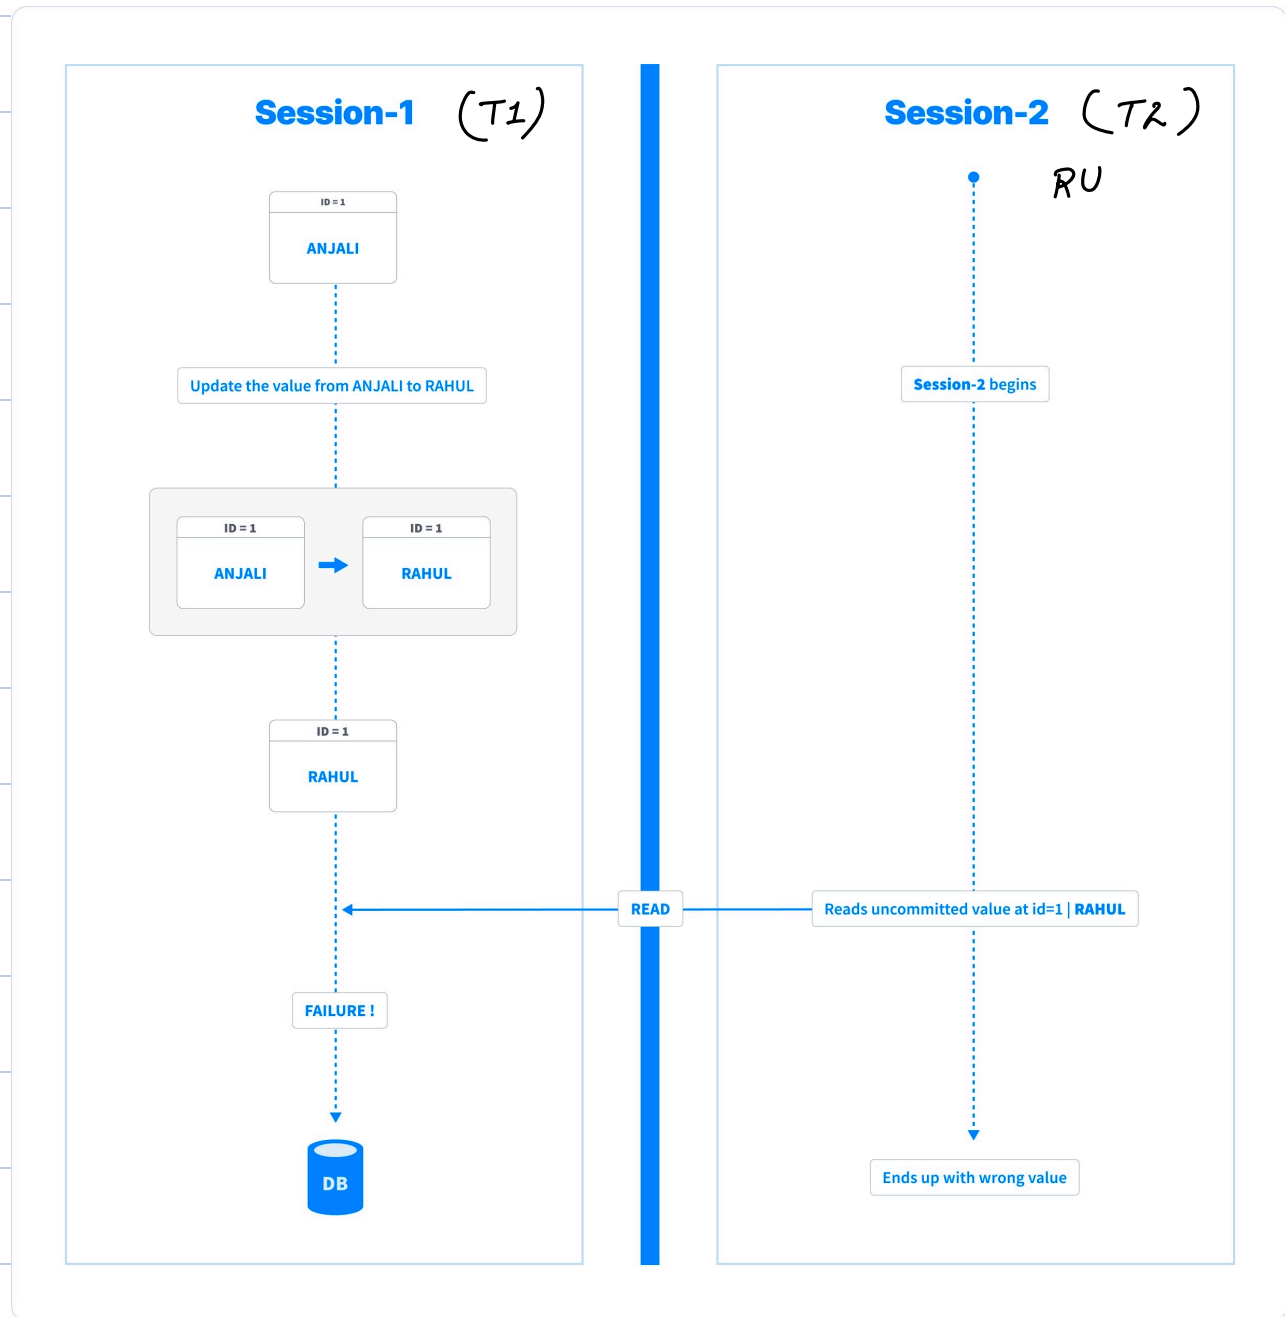 Session-1 (T1)
ID = 1
ANJALI
Update the value from ANJALI to RAHUL
ID = 1
ANJALI
ID = 1
RAHUL
ID = 1
RAHUL
FAILURE !
DB
READ
Session-2 (T2)
RU
Session-2 begins
Reads uncommitted value at id=1 | RAHUL
Ends up with wrong value